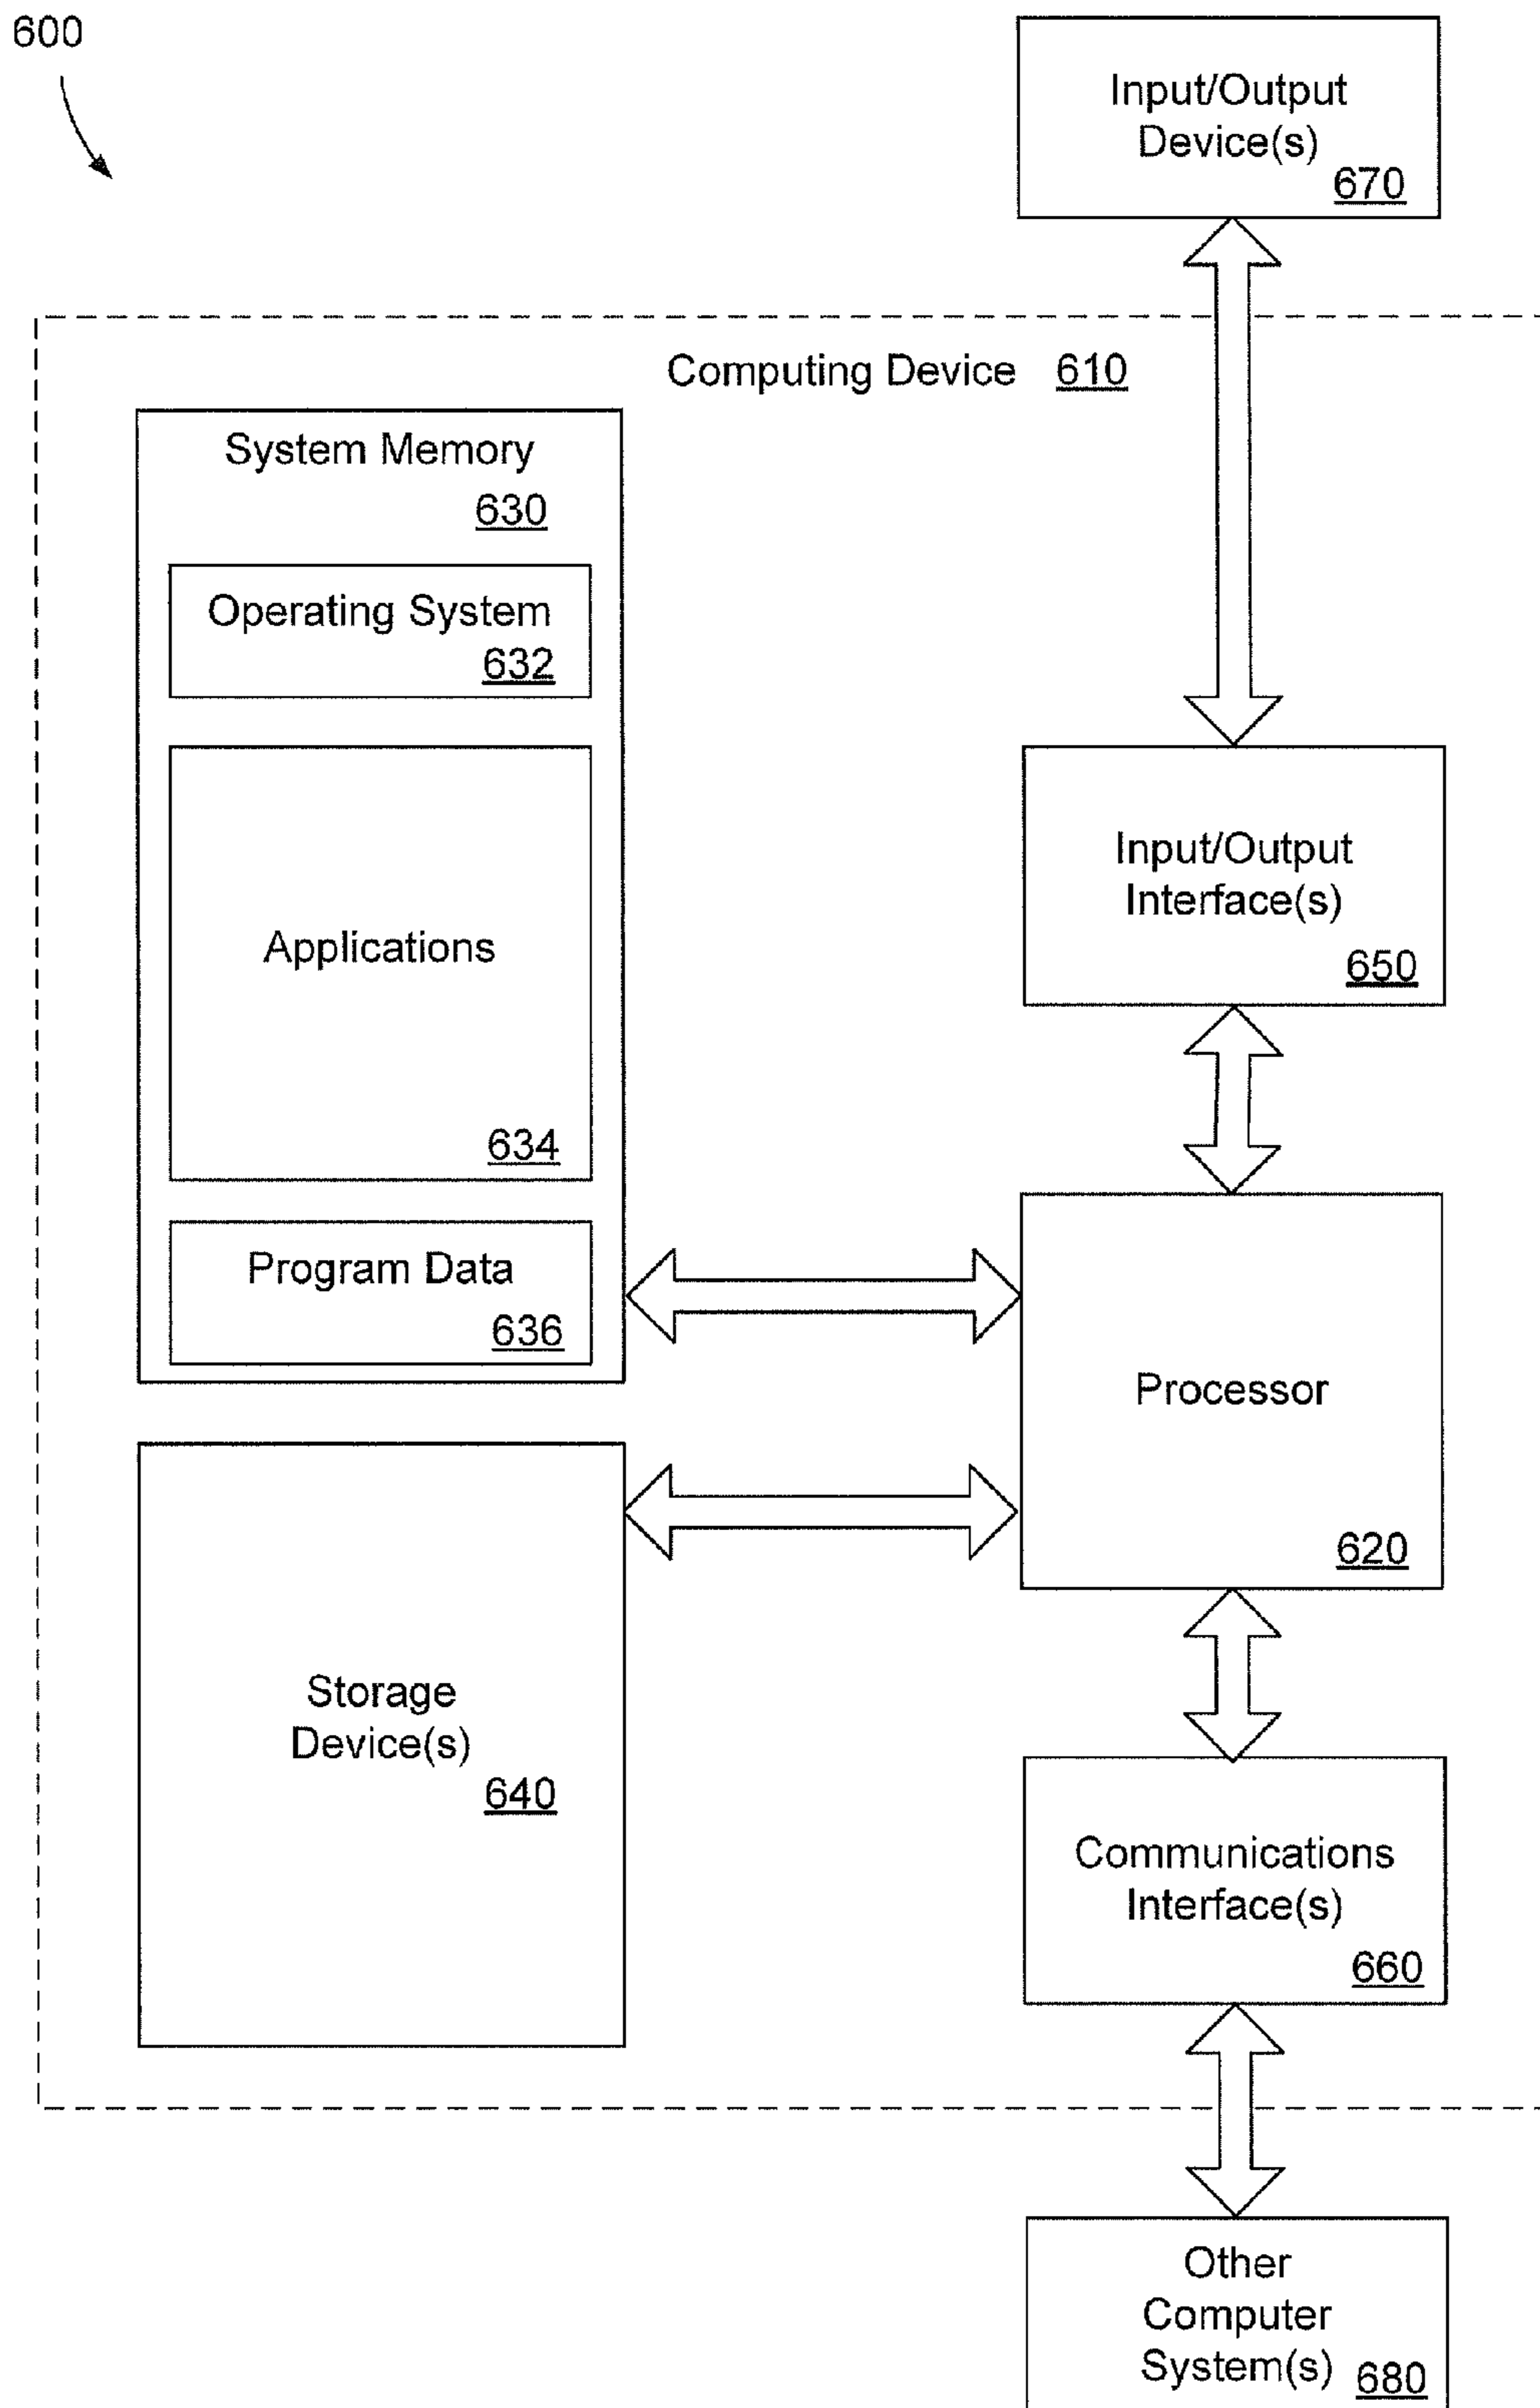 600
Input/Output
Device(s)
670
Computing Device 610
System Memory
630
Operating System
632
Applications
634
Program Data
636
Input/Output
Interface(s)
650
Processor
620
Storage
Device(s)
640
Communications
Interface(s)
660
Other
Computer
System(s) 680